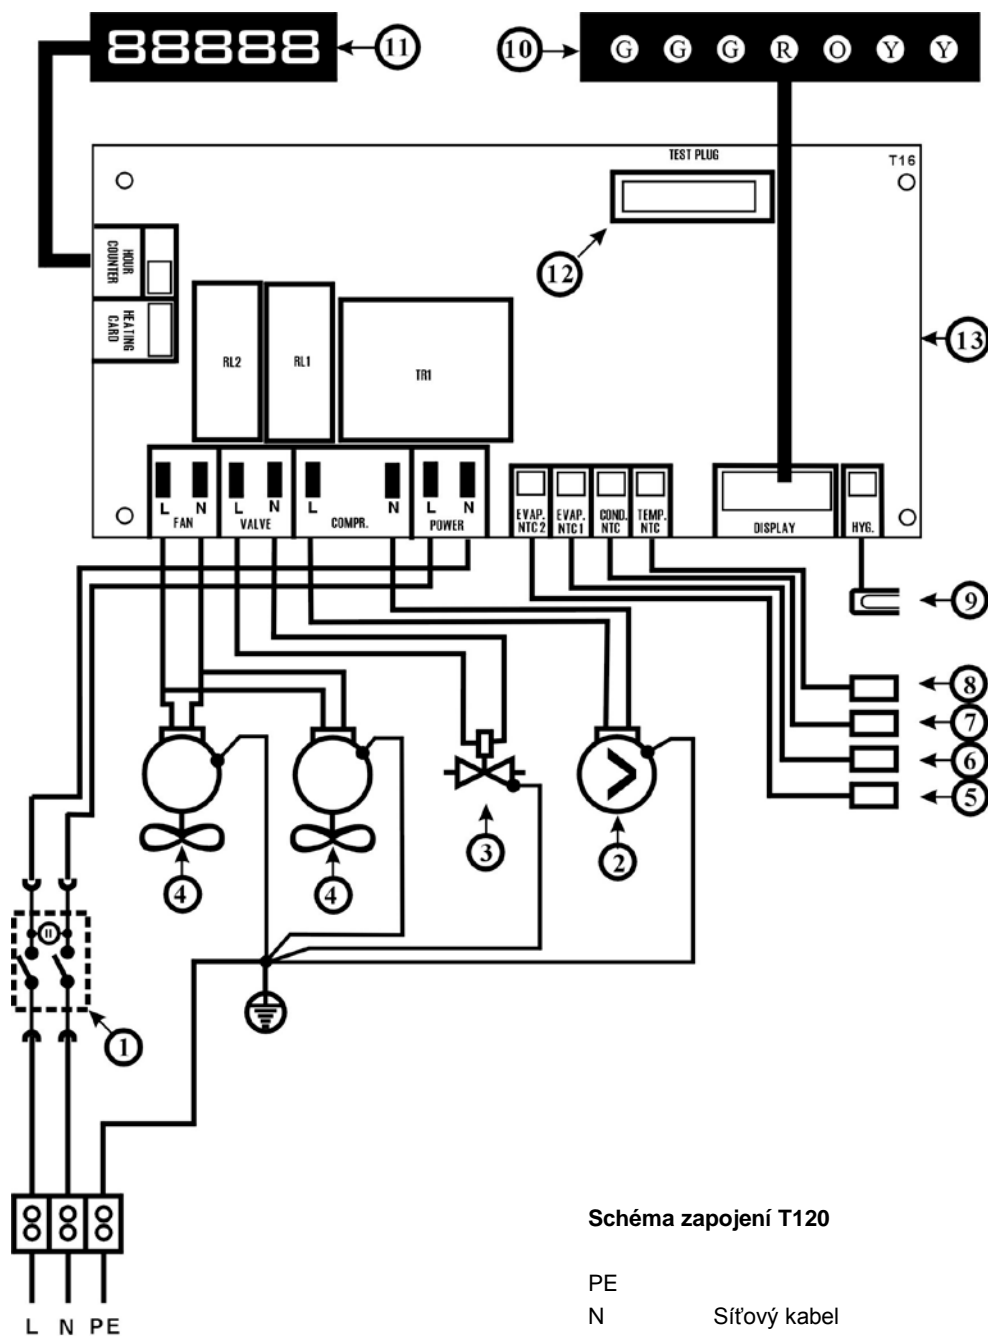 88888
11
10
G G G R O Y Y
TEST PLUG
T16
12
HOUR COUNTER
HEATING CARD
13
RL2
RL1
TR1
L N
FAN
L N
VALVE
L N
COMPR.
L N
POWER
EVAP. NTC 2
EVAP. NTC 1
COND. NTC
TEMP. NTC
DISPLAY
HYG.
9
8
7
6
5
4
4
3
2
1
L N PE
Schéma zapojení T120
PE
N Síťový kabel